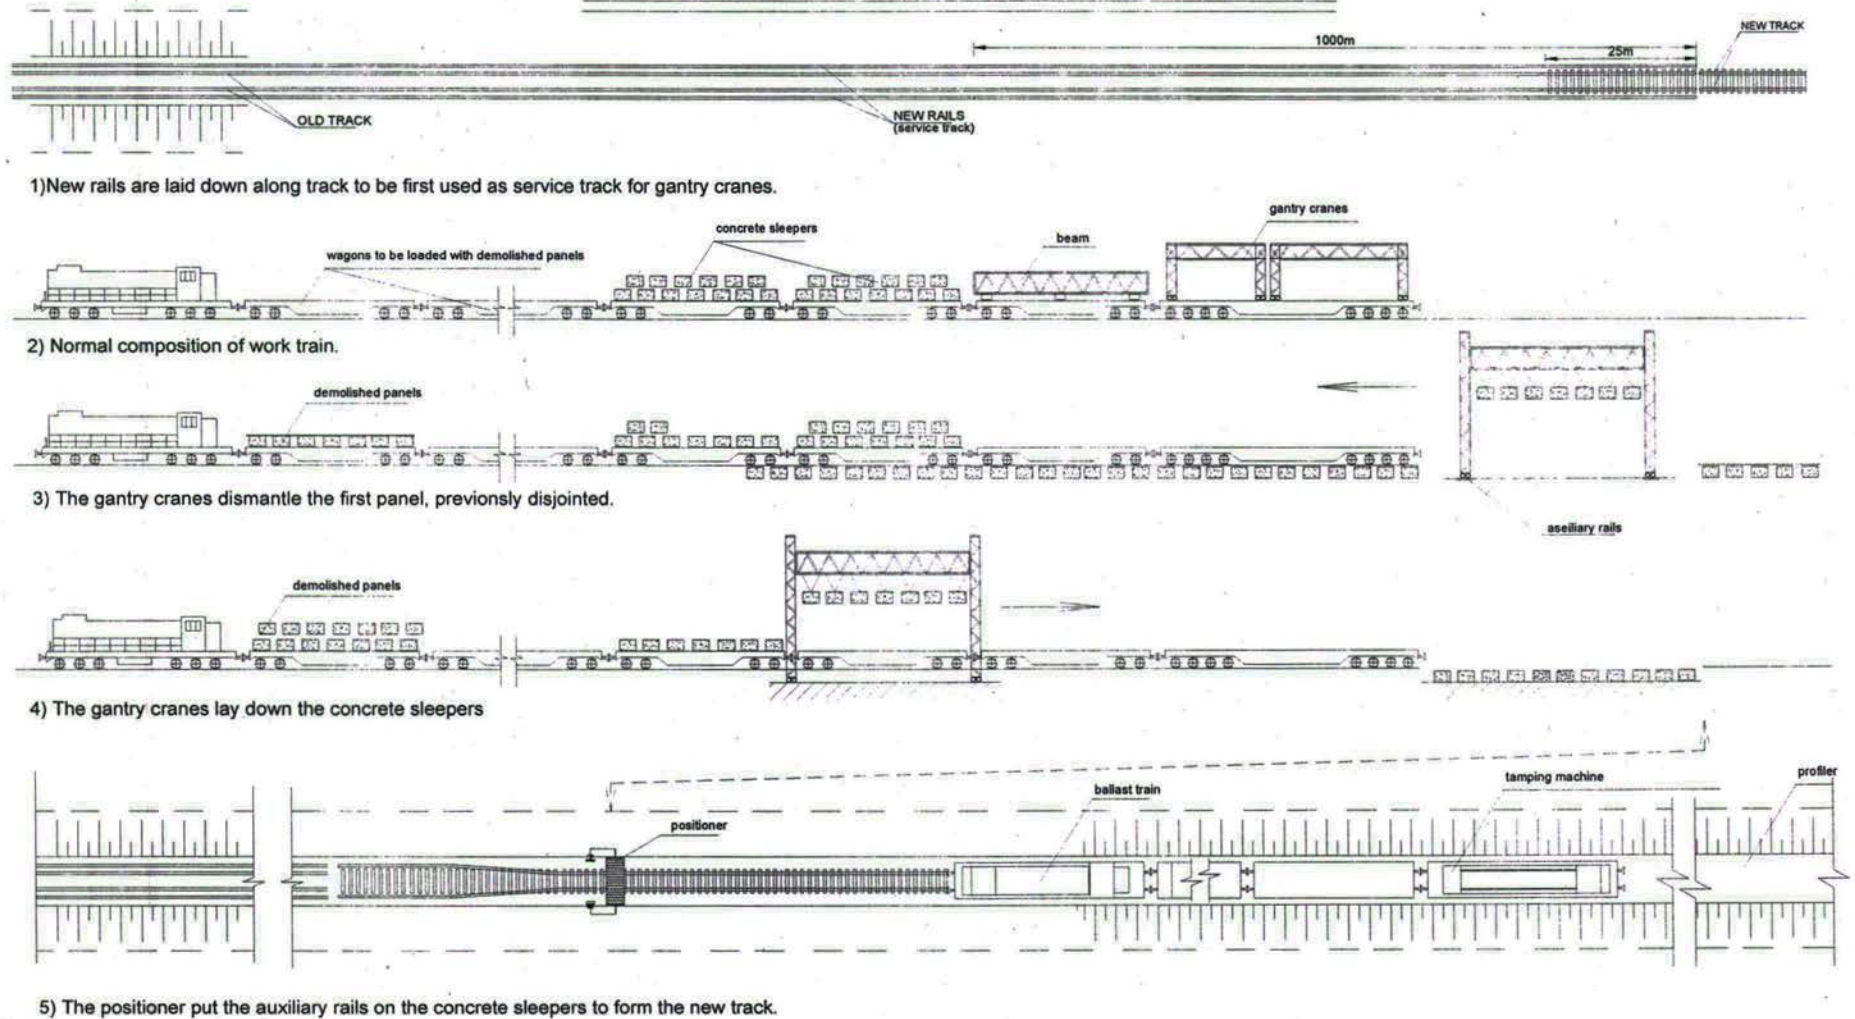 NEW TRACK
1000m
25m
OLD TRACK
NEW RAILS
(service track)
1)New rails are laid down along track to be first used as service track for gantry cranes.
gantry cranes
concrete sleepers
beam
wagons to be loaded with demolished panels
2) Normal composition of work train.
demolished panels
3) The gantry cranes dismantle the first panel, previonsly disjointed.
aseiliary rails
demolished panels
4) The gantry cranes lay down the concrete sleepers
profiler
tamping machine
ballast train
positioner
5) The positioner put the auxiliary rails on the concrete sleepers to form the new track.